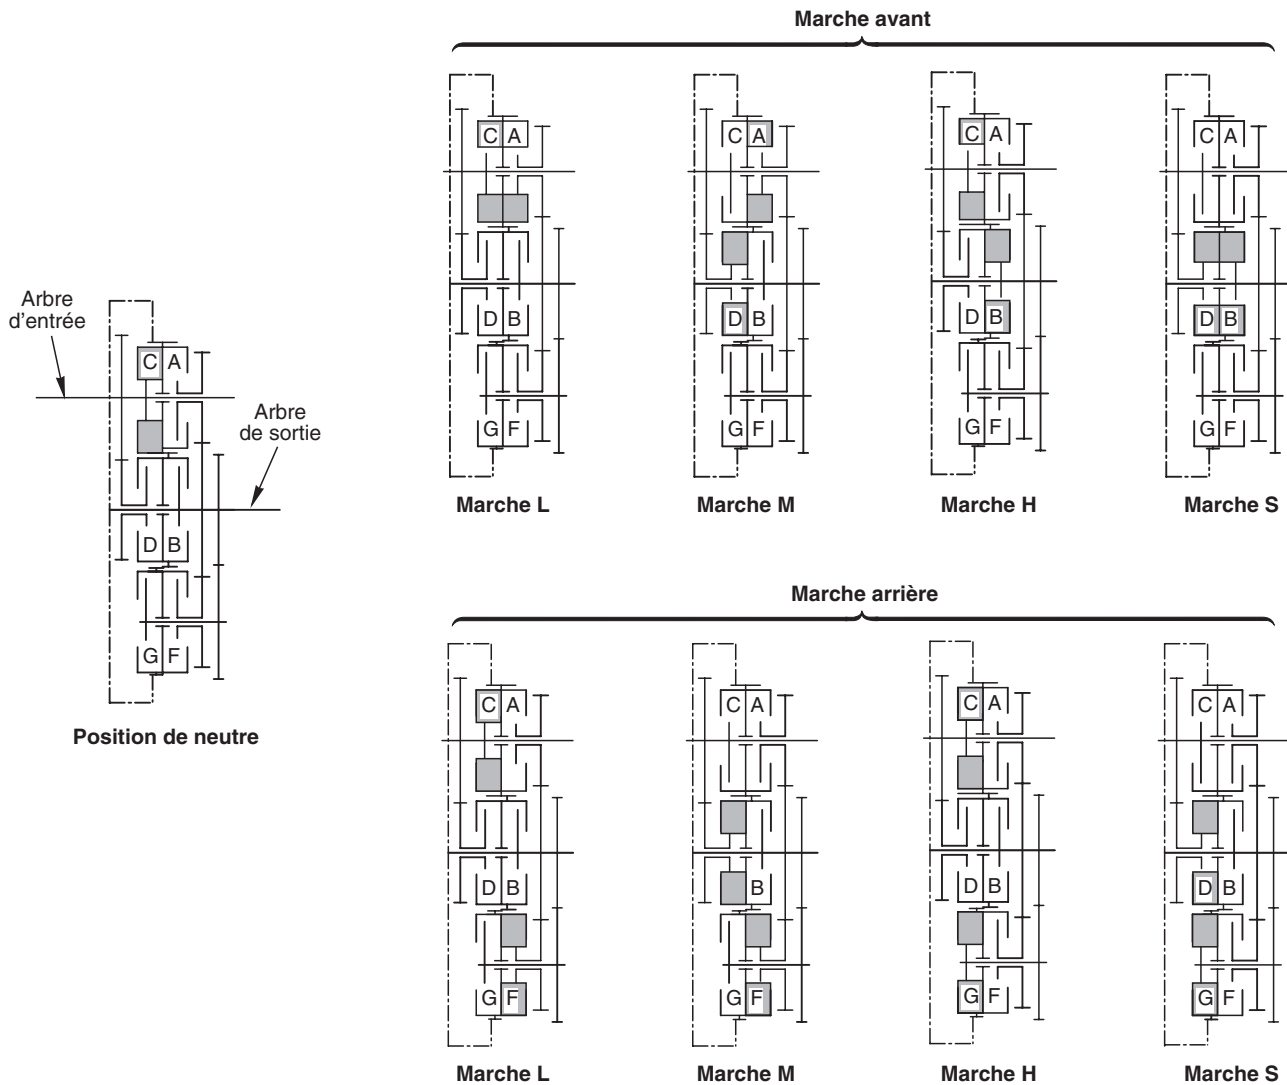 Marche avant
C A
C A
C A
C A
D B
D B
D B
D B
G F
G F
G F
G F
Marche L
Marche M
Marche H
Marche S
Arbre
d'entrée
C A
Arbre
de sortie
D B
G F
Position de neutre
Marche arrière
C A
C A
C A
C A
D B
B
D B
D B
G F
G F
G F
G F
Marche L
Marche M
Marche H
Marche S